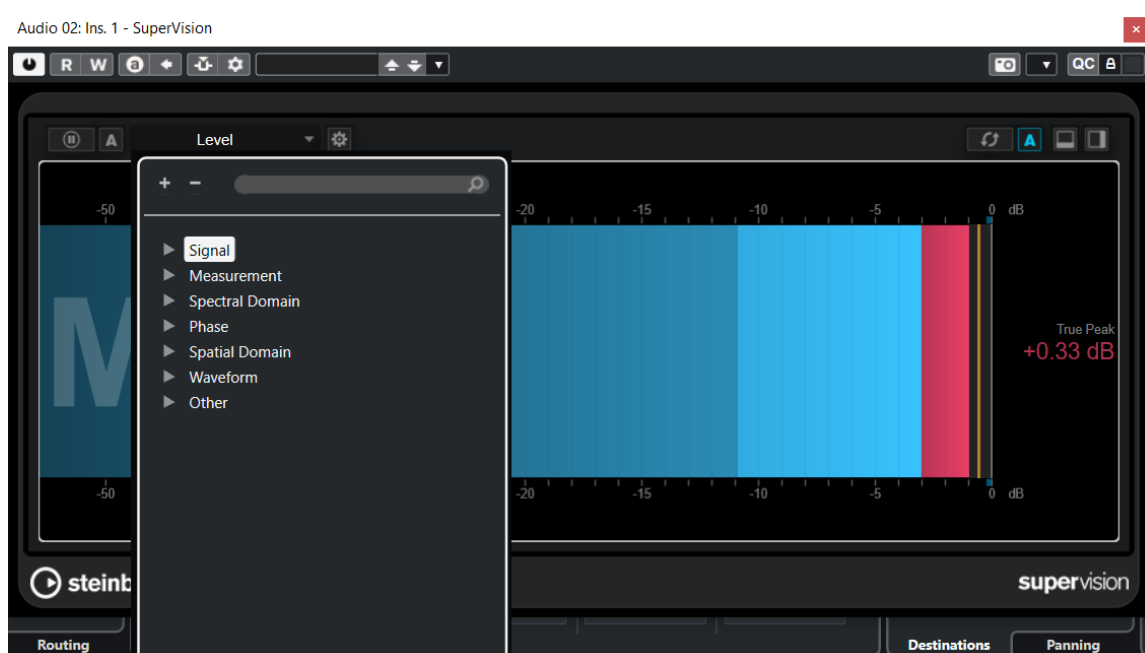 Audio 02: Ins. 1 - SuperVision
R W a QC
A Level A
-50 -20 -15 -10 -5 0 dB
Signal
Measurement
Spectral Domain
Phase
Spatial Domain
Waveform
Other
M
True Peak
+0.33 dB
-50 -20 -15 -10 -5 0 dB
steinb
supervision
Routing Destinations Panning